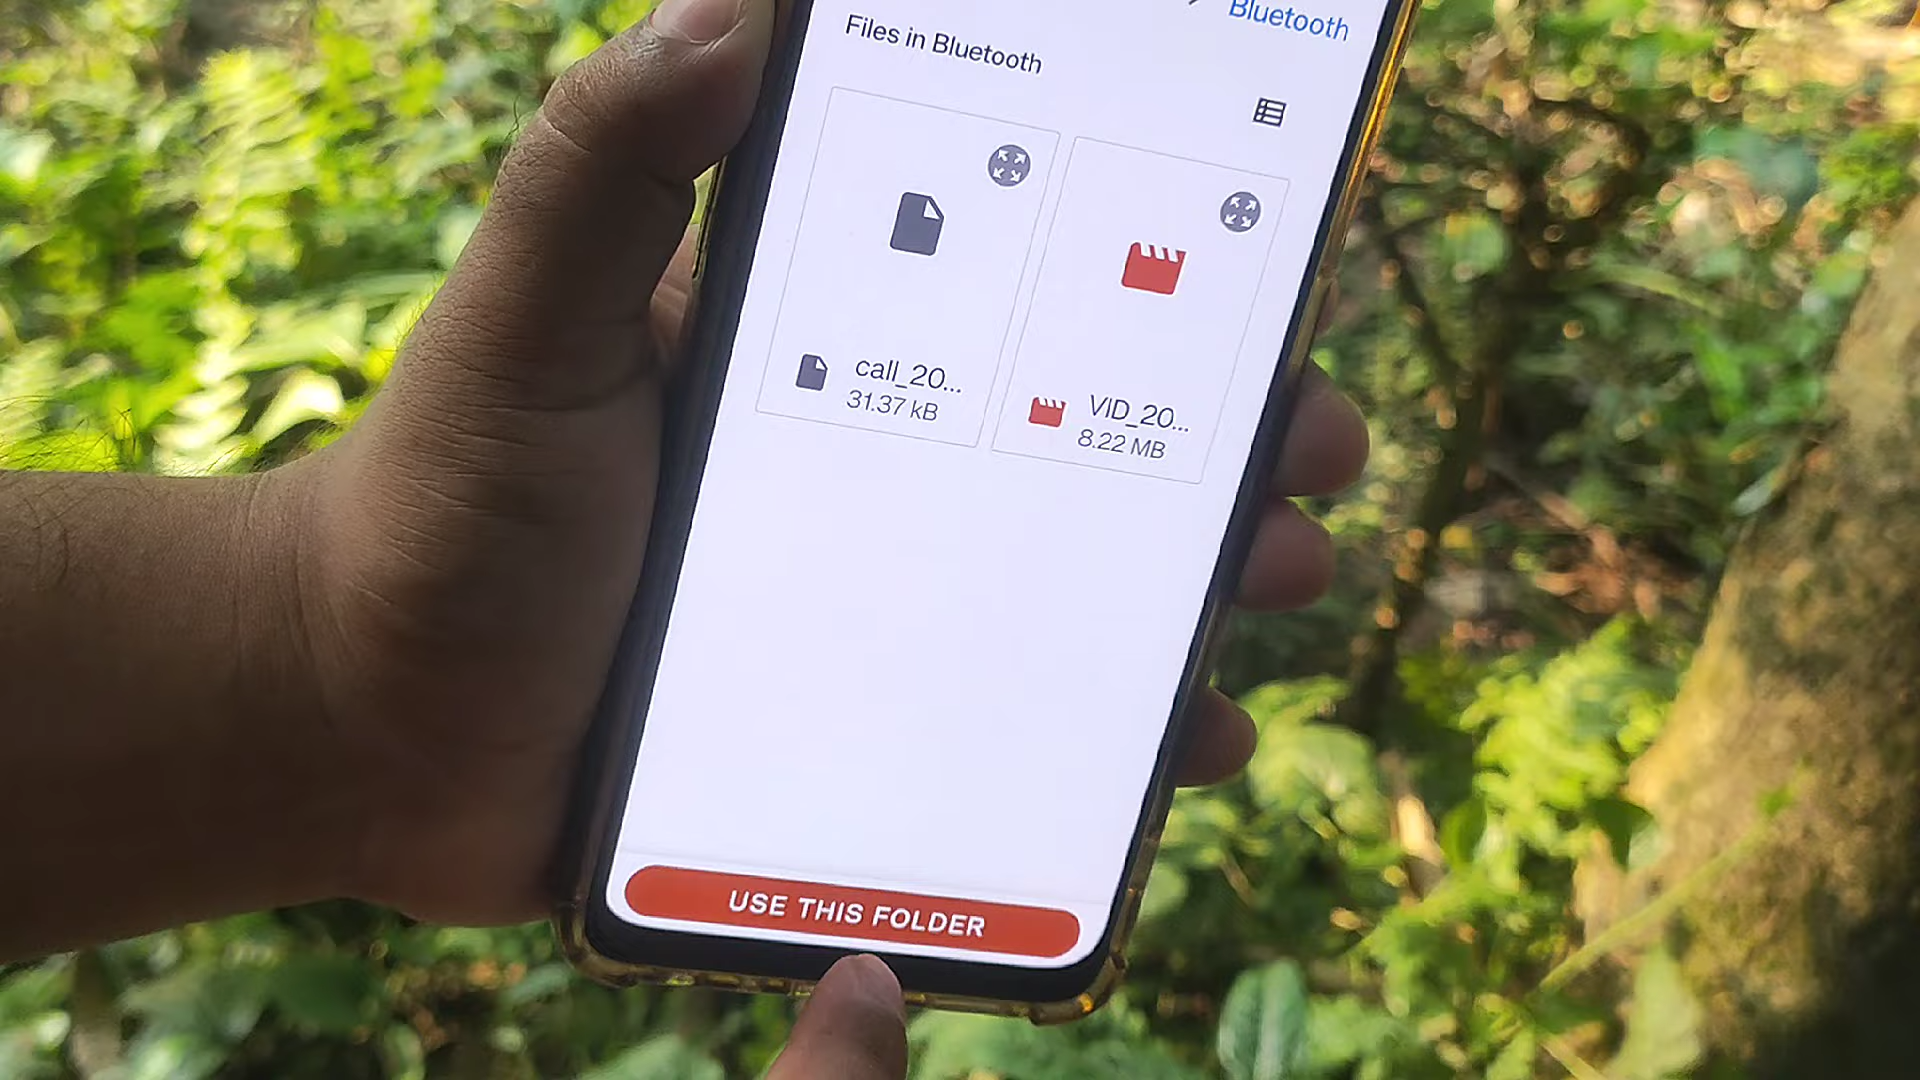 Bluetooth
Files in Bluetooth
call_20...
31.37 kB
VID_20...
8.22 MB
USE THIS FOLDER